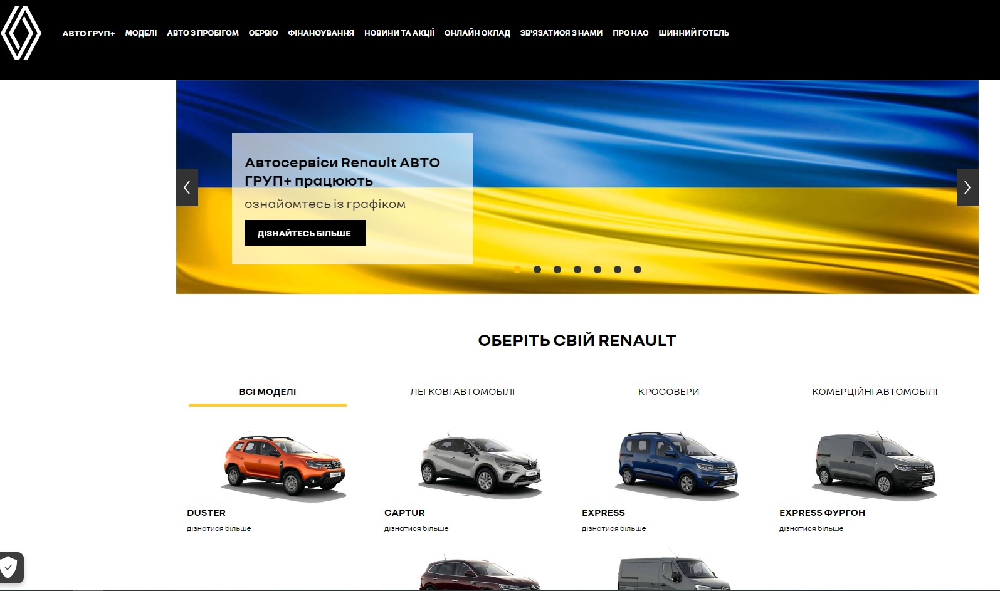 АВТО ГРУП+ МОДЕЛІ АВТО З ПРОБІГОМ СЕРВІС ФІНАНСУВАННЯ НОВИНИ ТА АКЦІЇ ОНЛАЙН СКЛАД ЗВ'ЯЗАТИСЯ З НАМИ ПРО НАС ШИННИЙ ГОТЕЛЬ
Автосервіси Renault АВТО
ГРУП+ працюють
ознайомтесь із графіком
ДІЗНАЙТЕСЬ БІЛЬШЕ
ОБЕРІТЬ СВІЙ RENAULT
ВСІ МОДЕЛІ ЛЕГКОВІ АВТОМОБІЛІ КРОСОВЕРИ КОМЕРЦІЙНІ АВТОМОБІЛІ
DUSTER CAPTUR EXPRESS EXPRESS ФУРГОН
дізнатися більше дізнатися більше дізнатися більше дізнатися більше